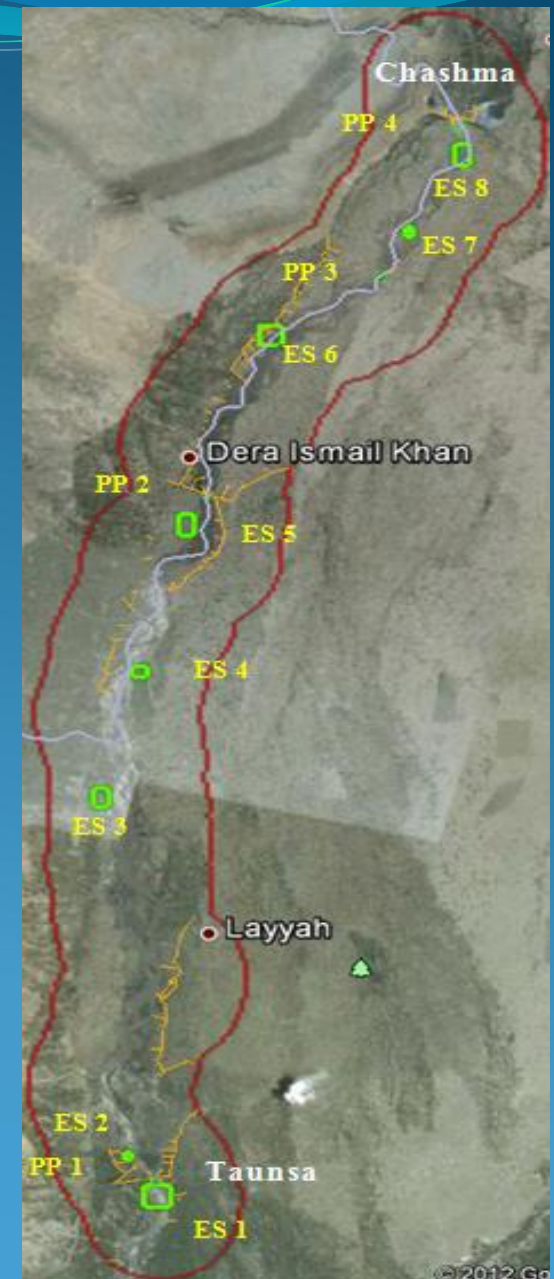 Chashma
PP 4
ES 8
ES 7
PP 3
ES 6
Dera Ismail Khan
PP 2
ES 5
ES 4
ES 3
Layyah
ES 2
PP 1
Taunsa
ES 1
© 2012 Go